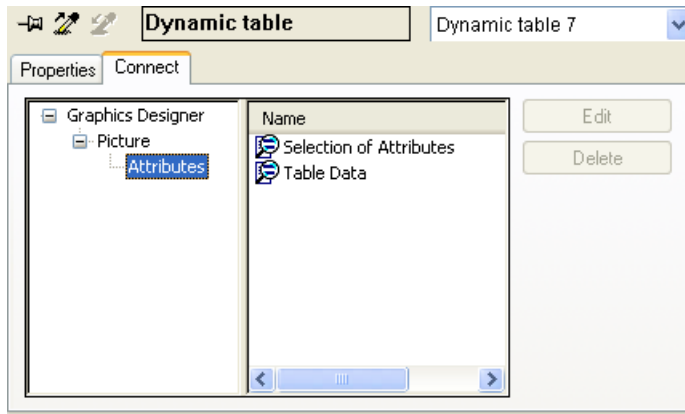 Dynamic table
Dynamic table 7
Properties
Connect
Graphics Designer
Picture
Attributes
Name
Selection of Attributes
Table Data
Edit
Delete